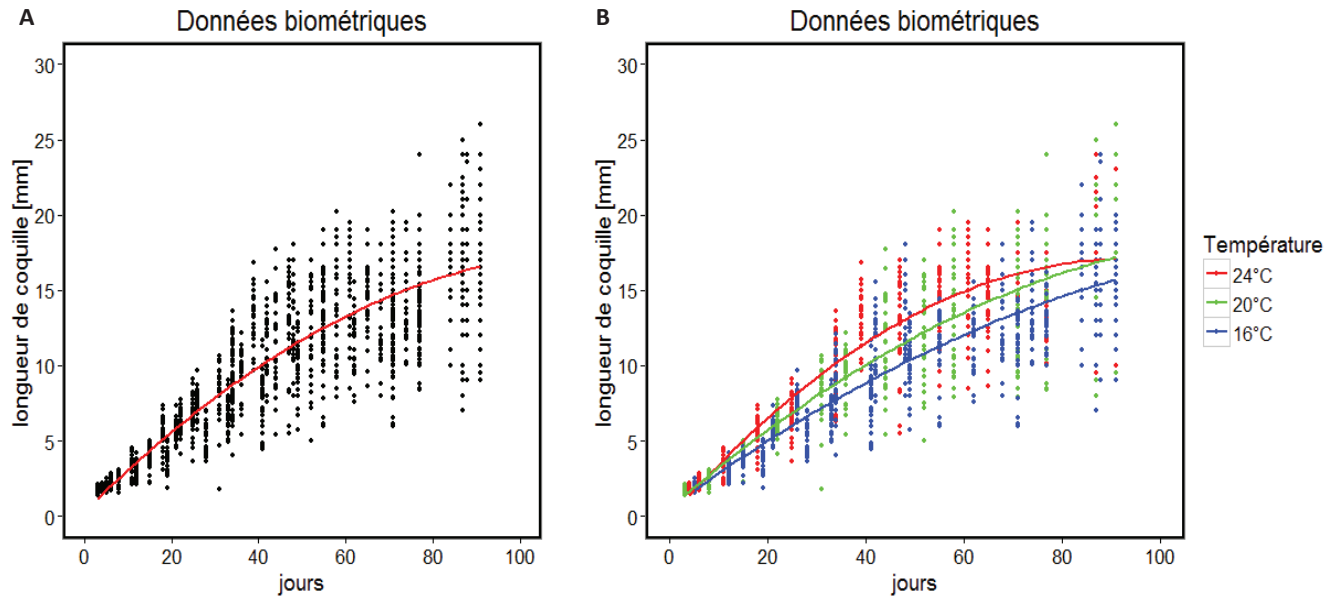 A
Données biométriques
longueur de coquille [mm]
30
25
20
15
10
5
0
0 20 40 60 80 100
jours
B
Données biométriques
longueur de coquille [mm]
30
25
20
15
10
5
0
0 20 40 60 80 100
jours
Température
24°C
20°C
16°C